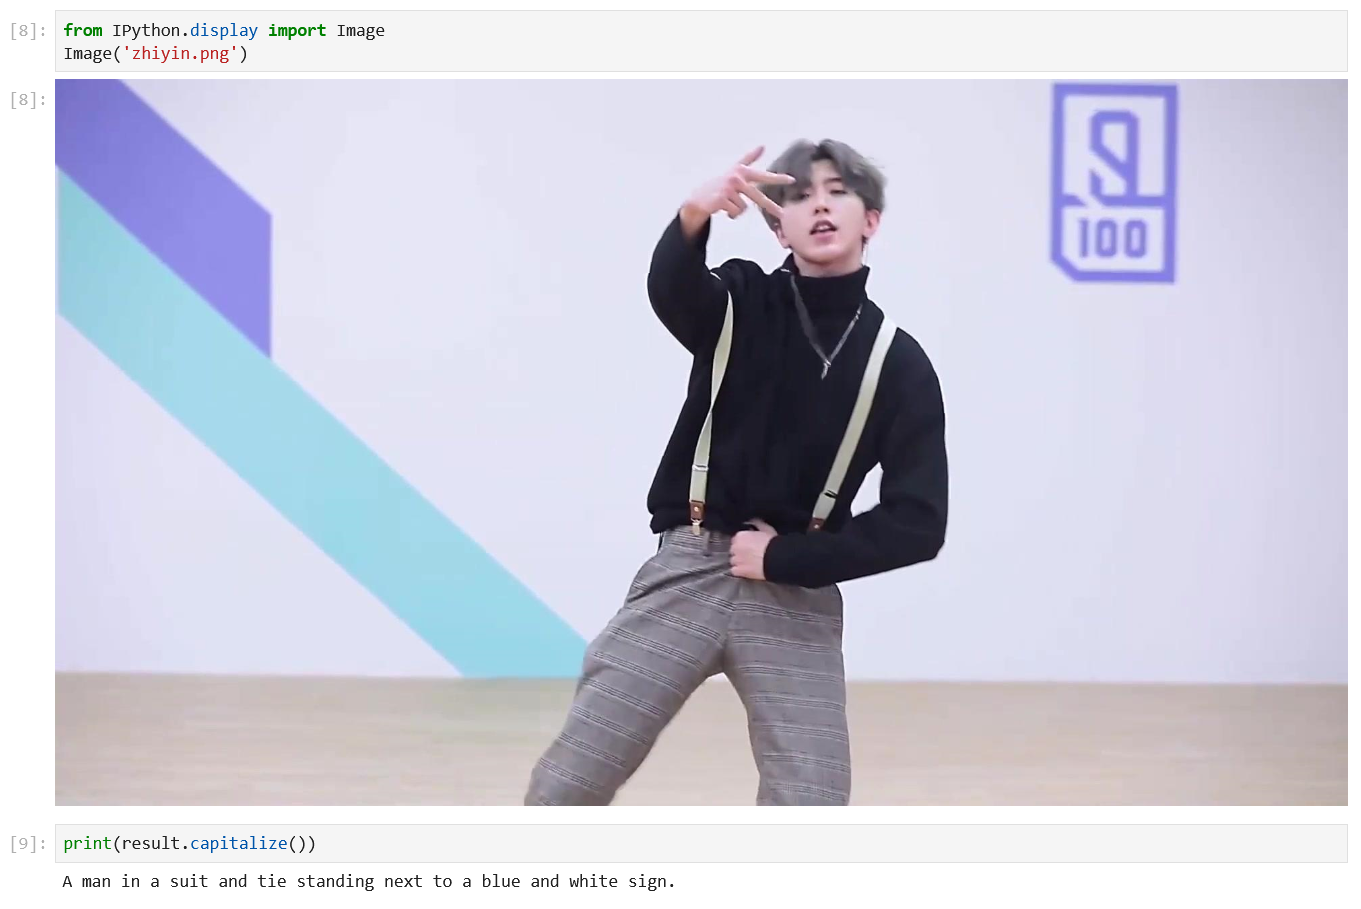 [8]: from IPython.display import Image
Image('zhiyin.png')
[8]:
100
[9]: print(result.capitalize())
A man in a suit and tie standing next to a blue and white sign.